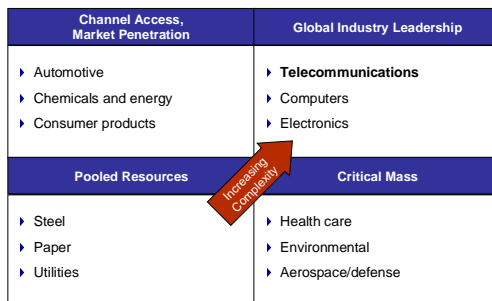 Channel Access,
Market Penetration
Automotive
Chemicals and energy
Consumer products
Global Industry Leadership
Telecommunications
Computers
Electronics
Increasing
Complexity
Pooled Resources
Steel
Paper
Utilities
Critical Mass
Health care
Environmental
Aerospace/defense